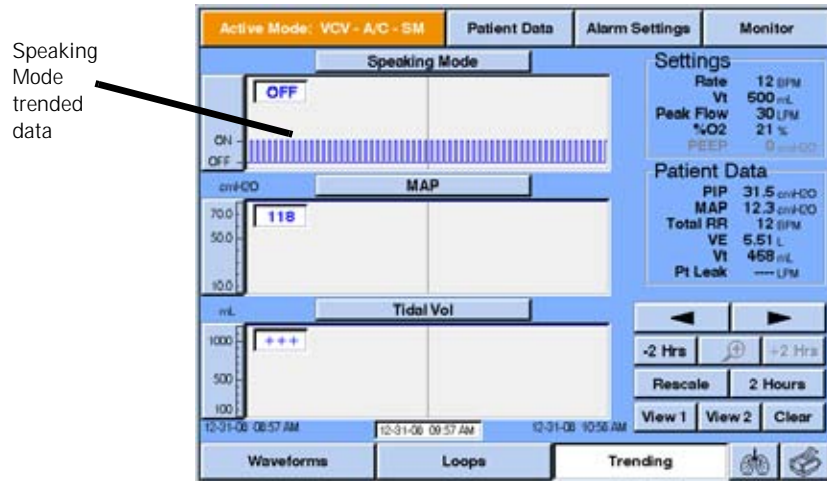 Speaking
Mode
trended
data
Active Mode: VCV - A/C - SM
Patient Data
Alarm Settings
Monitor
Speaking Mode
OFF
ON
OFF
cmH2O
MAP
70.0
118
50.0
10.0
mL
Tidal Vol
1000
+++
500
100
12-31-08 08:57 AM
12-31-08 09:57 AM
12-31-08 10:56 AM
Settings
Rate 12 BPM
Vt 500 mL
Peak Flow 30 LPM
%O2 21 %
PEEP 0 cmH2O
Patient Data
PIP 31.5 cmH2O
MAP 12.3 cmH2O
Total RR 12 BPM
VE 5.51 L
Vt 458 mL
Pt Leak ---- LPM
-2 Hrs
+2 Hrs
Rescale
2 Hours
View 1
View 2
Clear
Waveforms
Loops
Trending